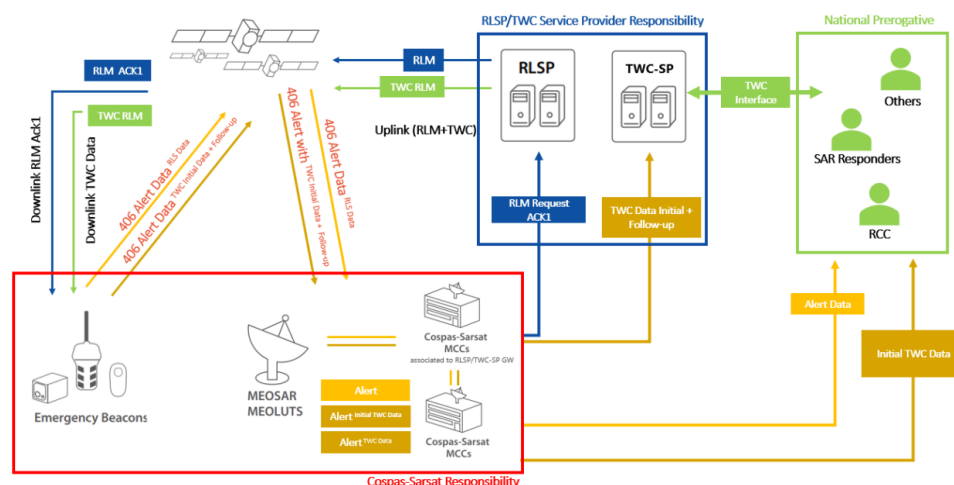 RLSP/TWC Service Provider Responsibility
National Prerogative
RLM ACK1
RLM
RLSP
TWC-SP
TWC RLM
TWC RLM
TWC
Interface
Others
Uplink (RLM+TWC)
SAR Responders
RCC
Downlink RLM Ack1
Downlink TWC Data
406 Alert Data RLS Data
406 Alert Data TWC Initial Data + Follow-up
406 Alert with TWC Initial Data + Follow-up
406 Alert Data RLS Data
RLM Request
ACK1
TWC Data Initial +
Follow-up
Alert Data
Initial TWC Data
Cospas-Sarsat
MCCs
associated to RLSP/TWC-SP GW
Emergency Beacons
MEOSAR
MEOLUTS
Alert
Alert Initial TWC Data
Alert TWC Data
Cospas-Sarsat
MCCs
Cospas-Sarsat Responsibility